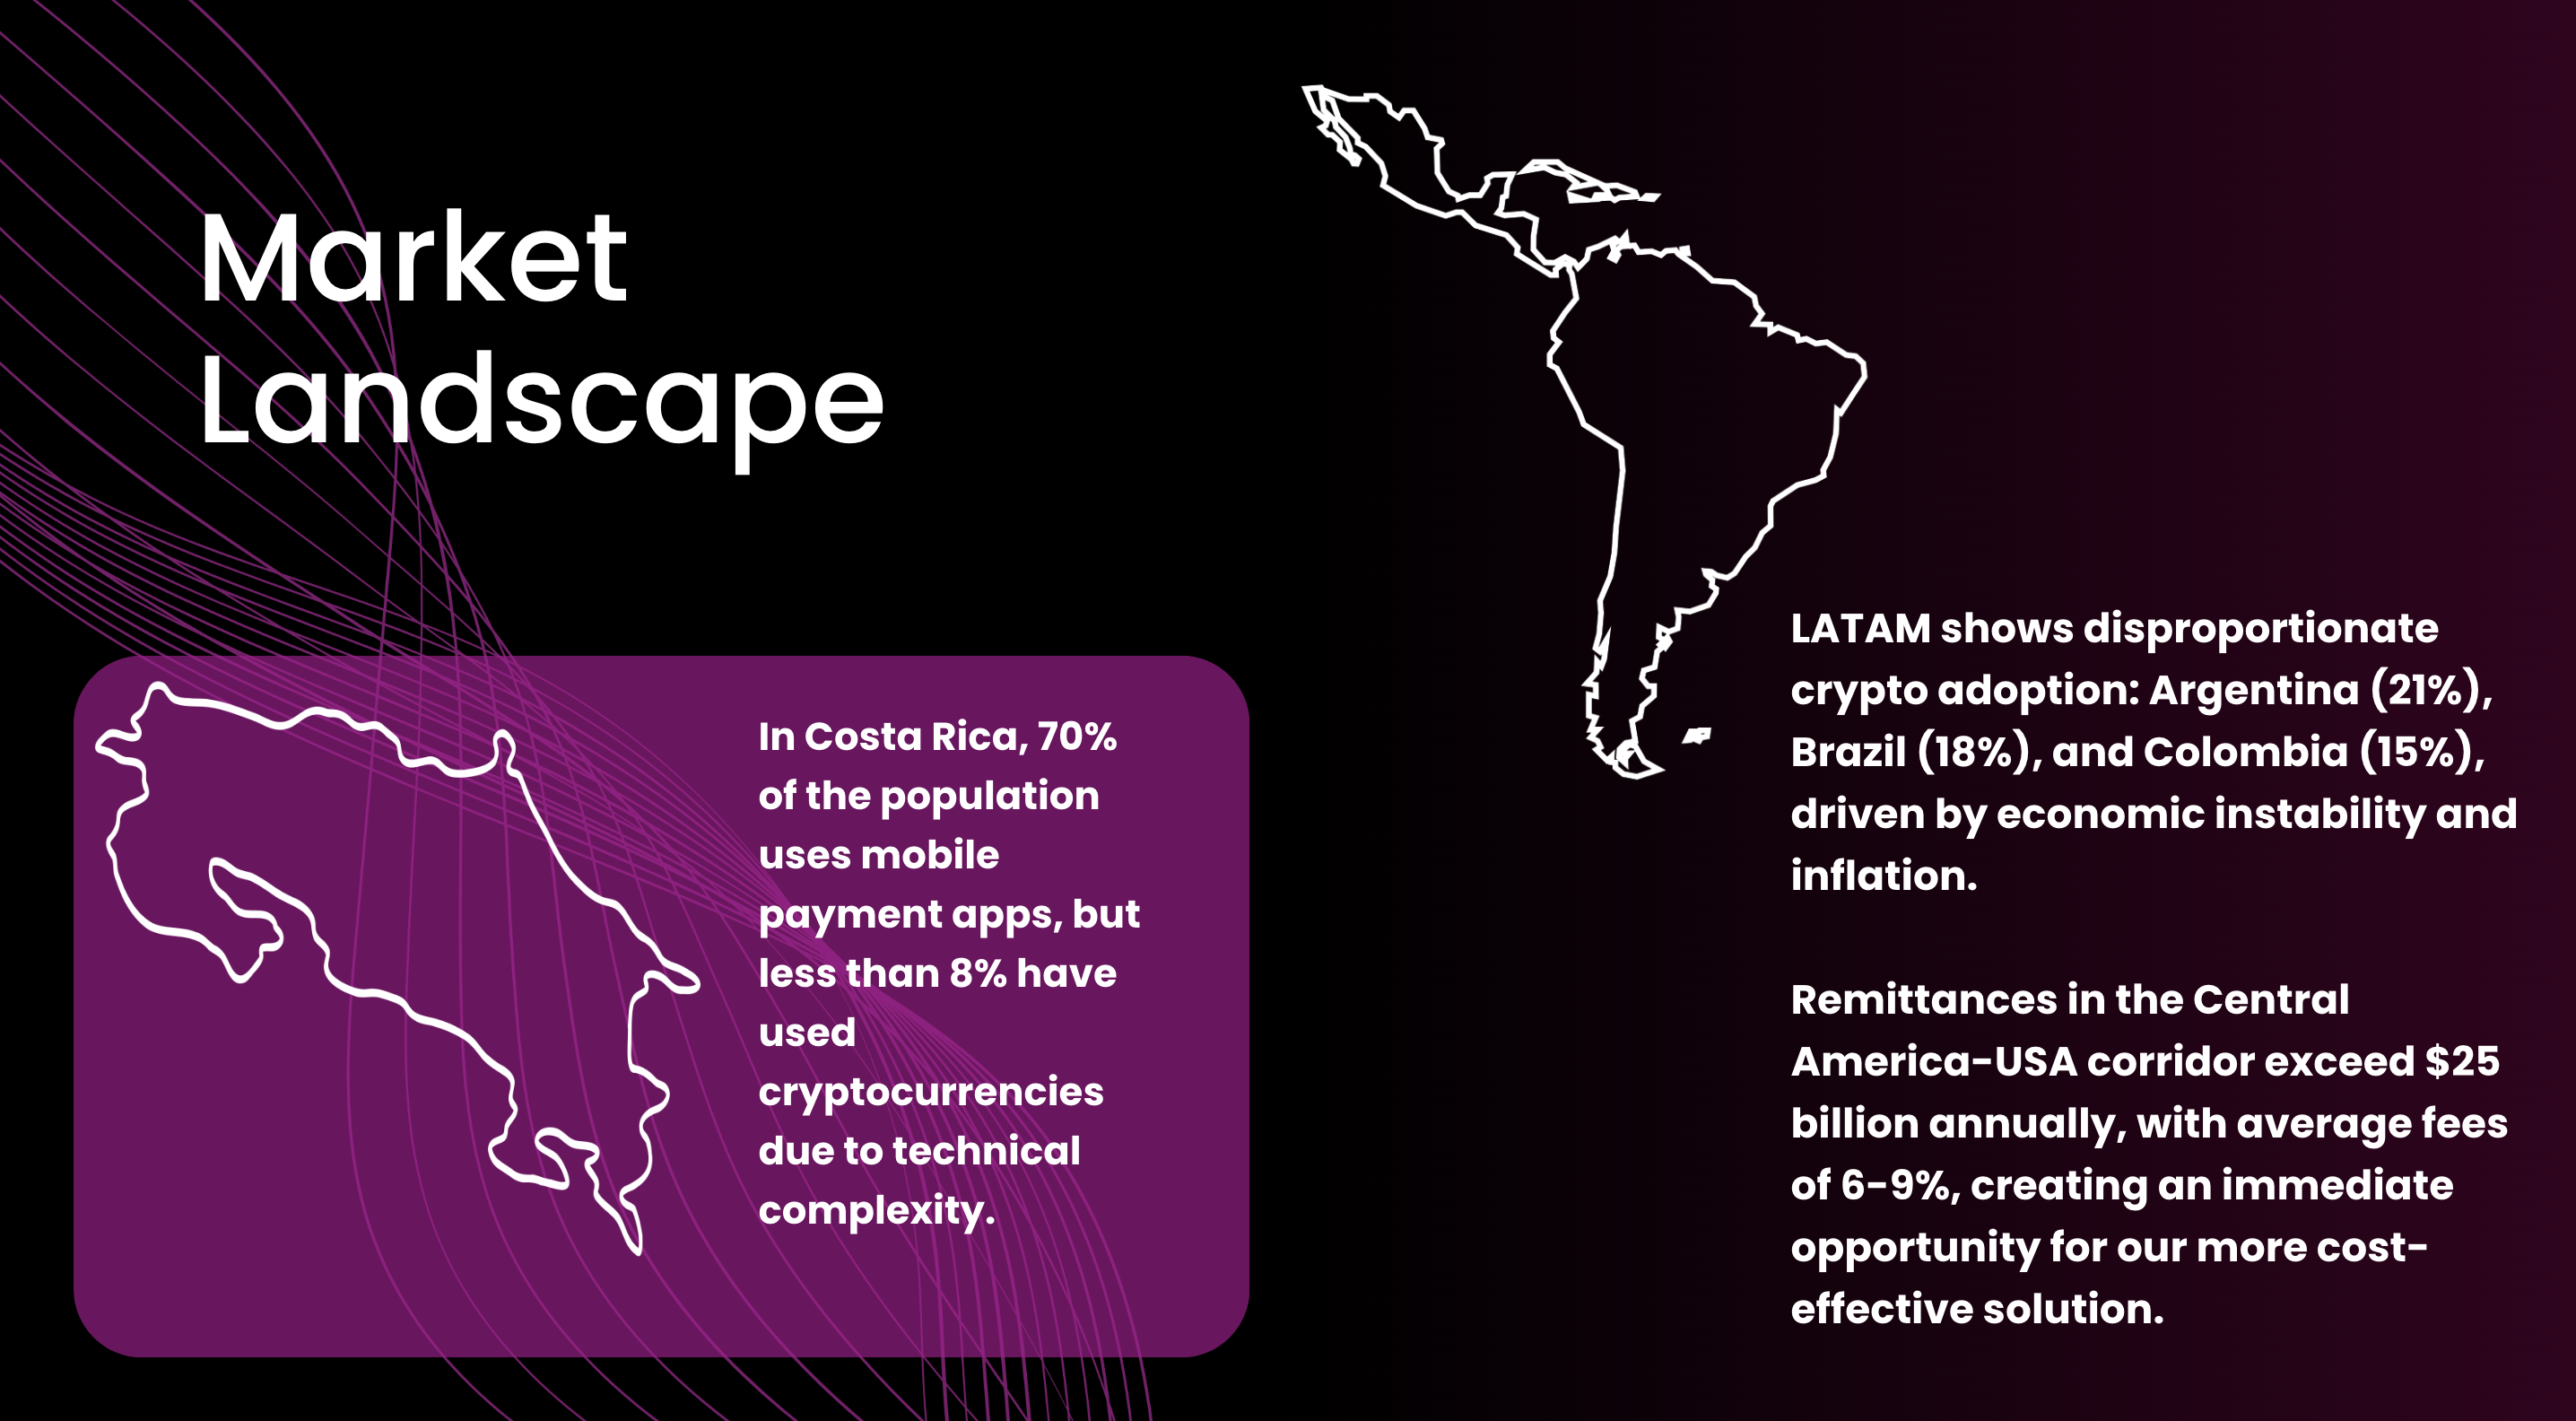 Market
Landscape
In Costa Rica, 70%
of the population
uses mobile
payment apps, but
less than 8% have
used
cryptocurrencies
due to technical
complexity.
LATAM shows disproportionate
crypto adoption: Argentina (21%),
Brazil (18%), and Colombia (15%),
driven by economic instability and
inflation.
Remittances in the Central
America-USA corridor exceed $25
billion annually, with average fees
of 6-9%, creating an immediate
opportunity for our more cost-
effective solution.